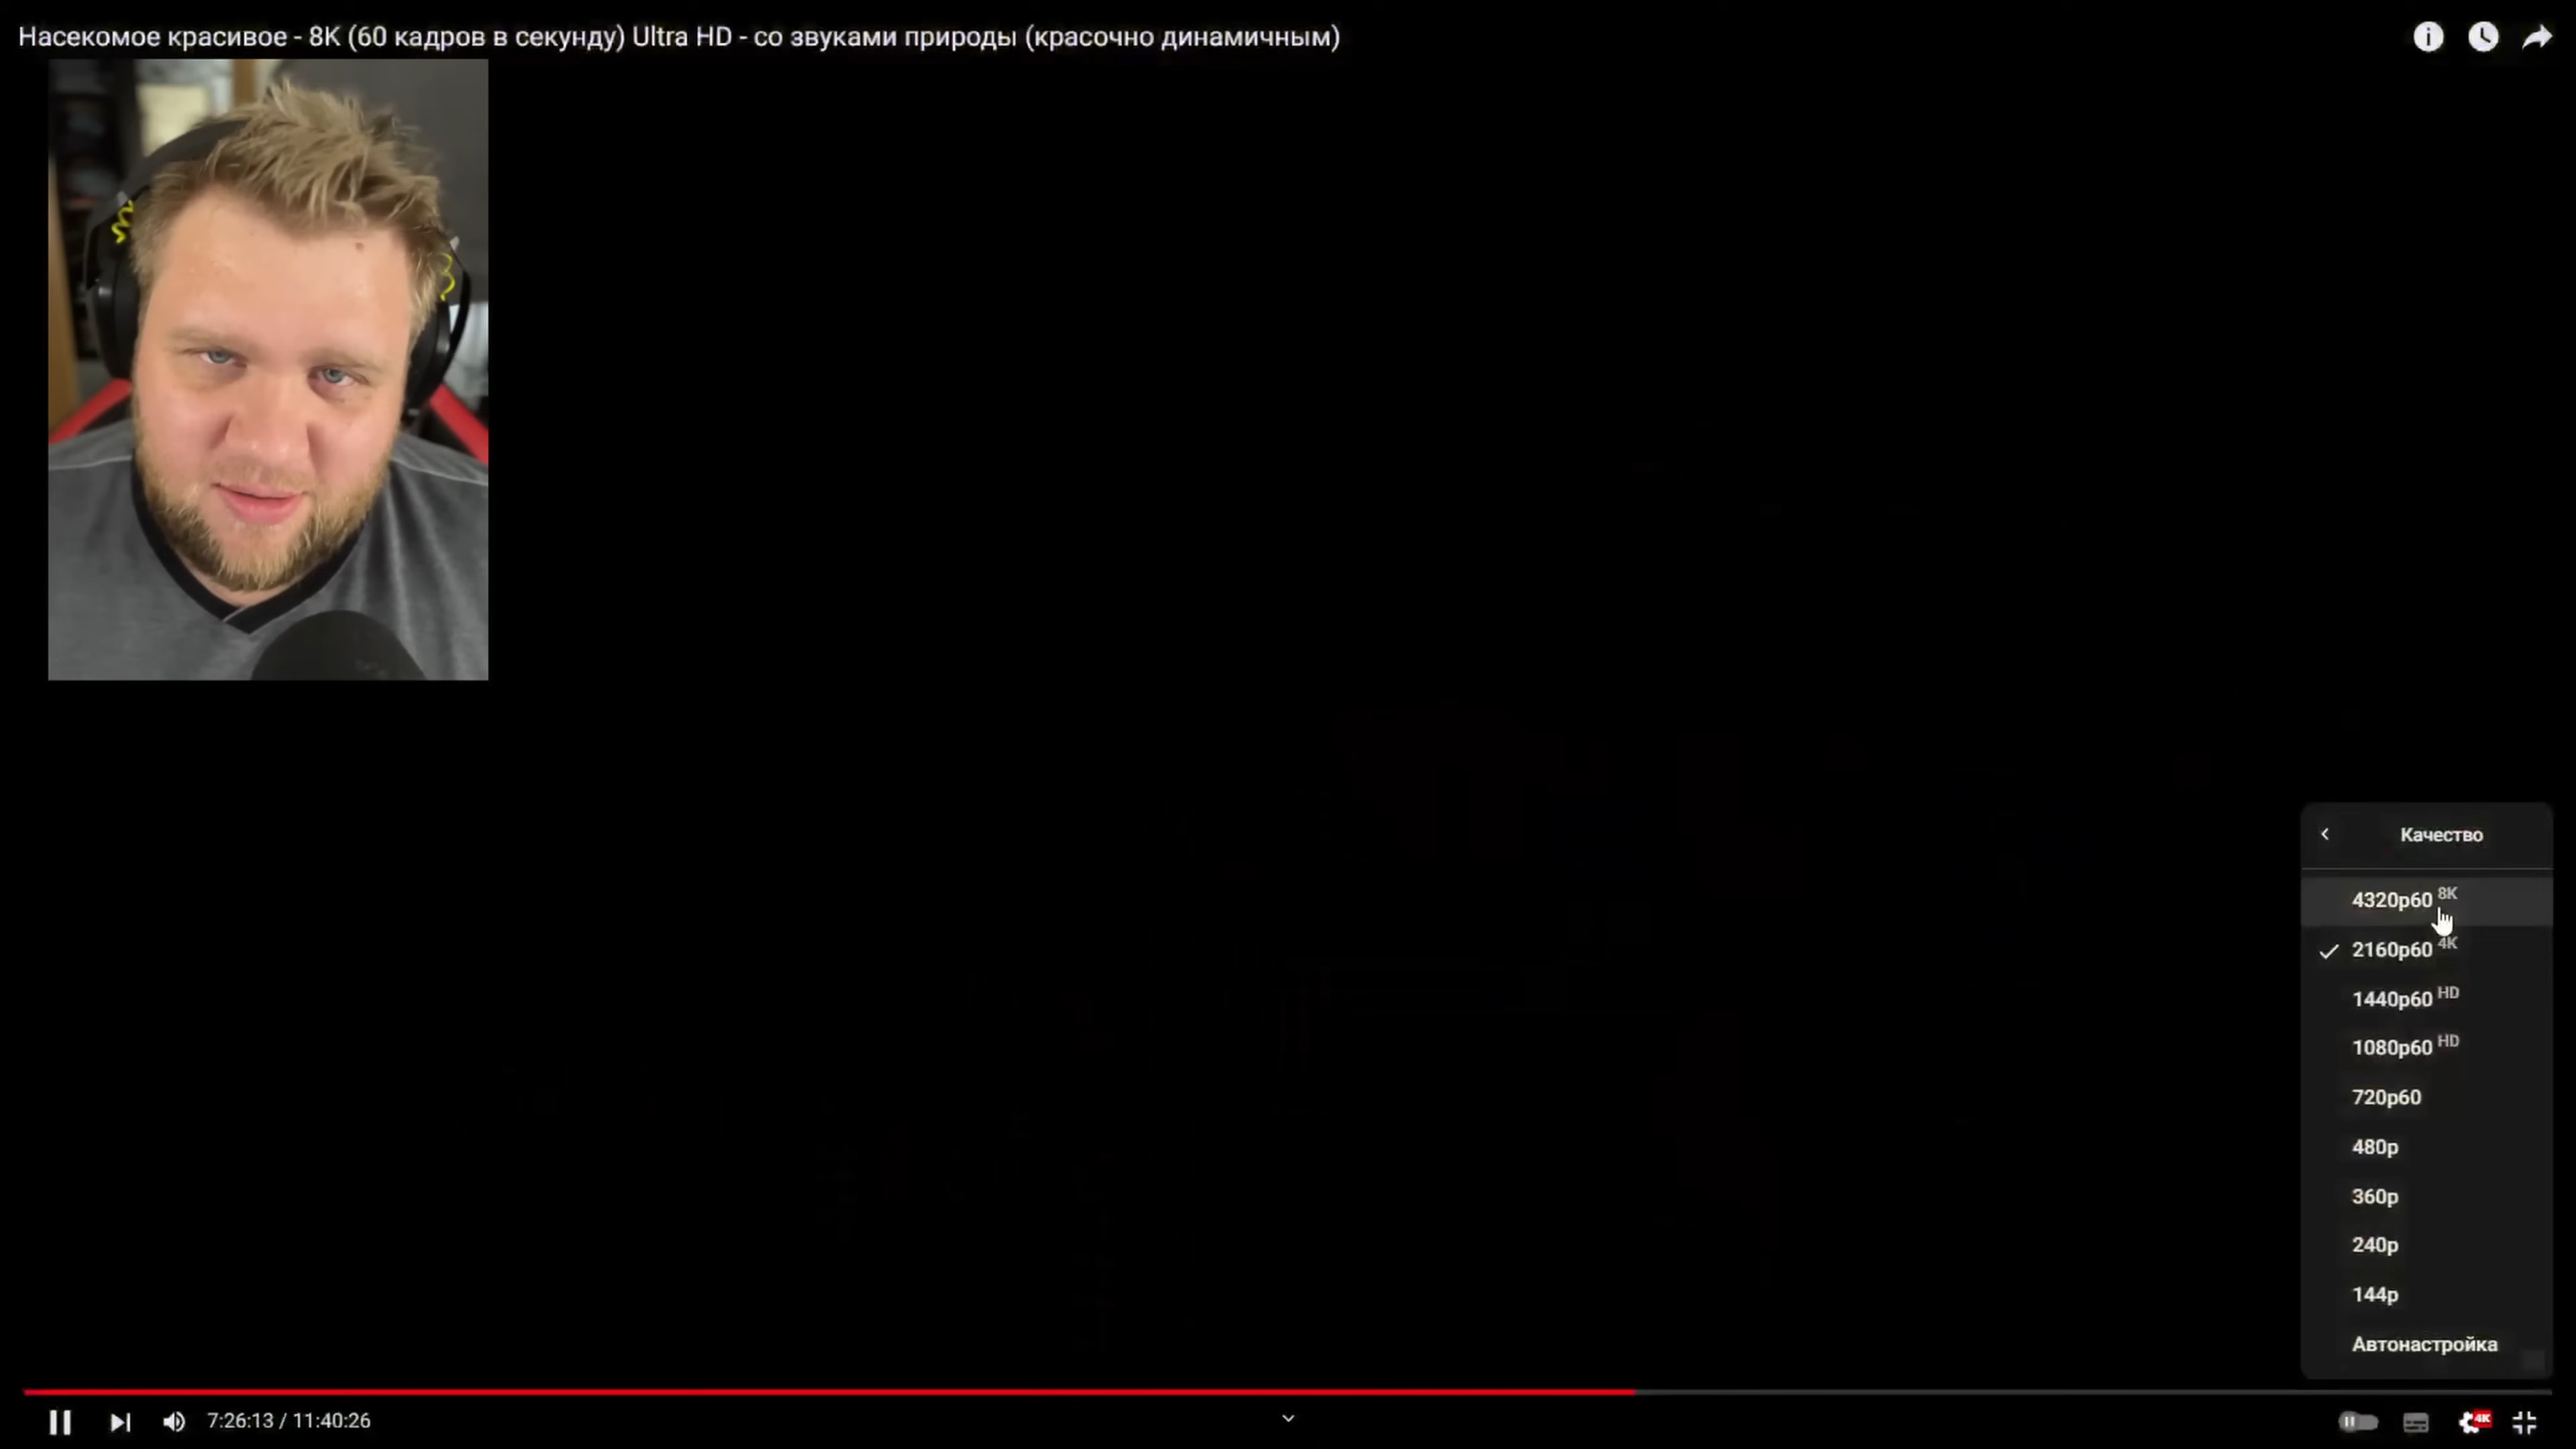 Насекомое красивое - 8K (60 кадров в секунду) Ultra HD - со звуками природы (красочно динамичным)
Качество
4320p60 8K
2160p60 4K
1440p60 HD
1080p60 HD
720p60
480p
360p
240p
144p
Автонастройка
7:26:13 / 11:40:26
4K